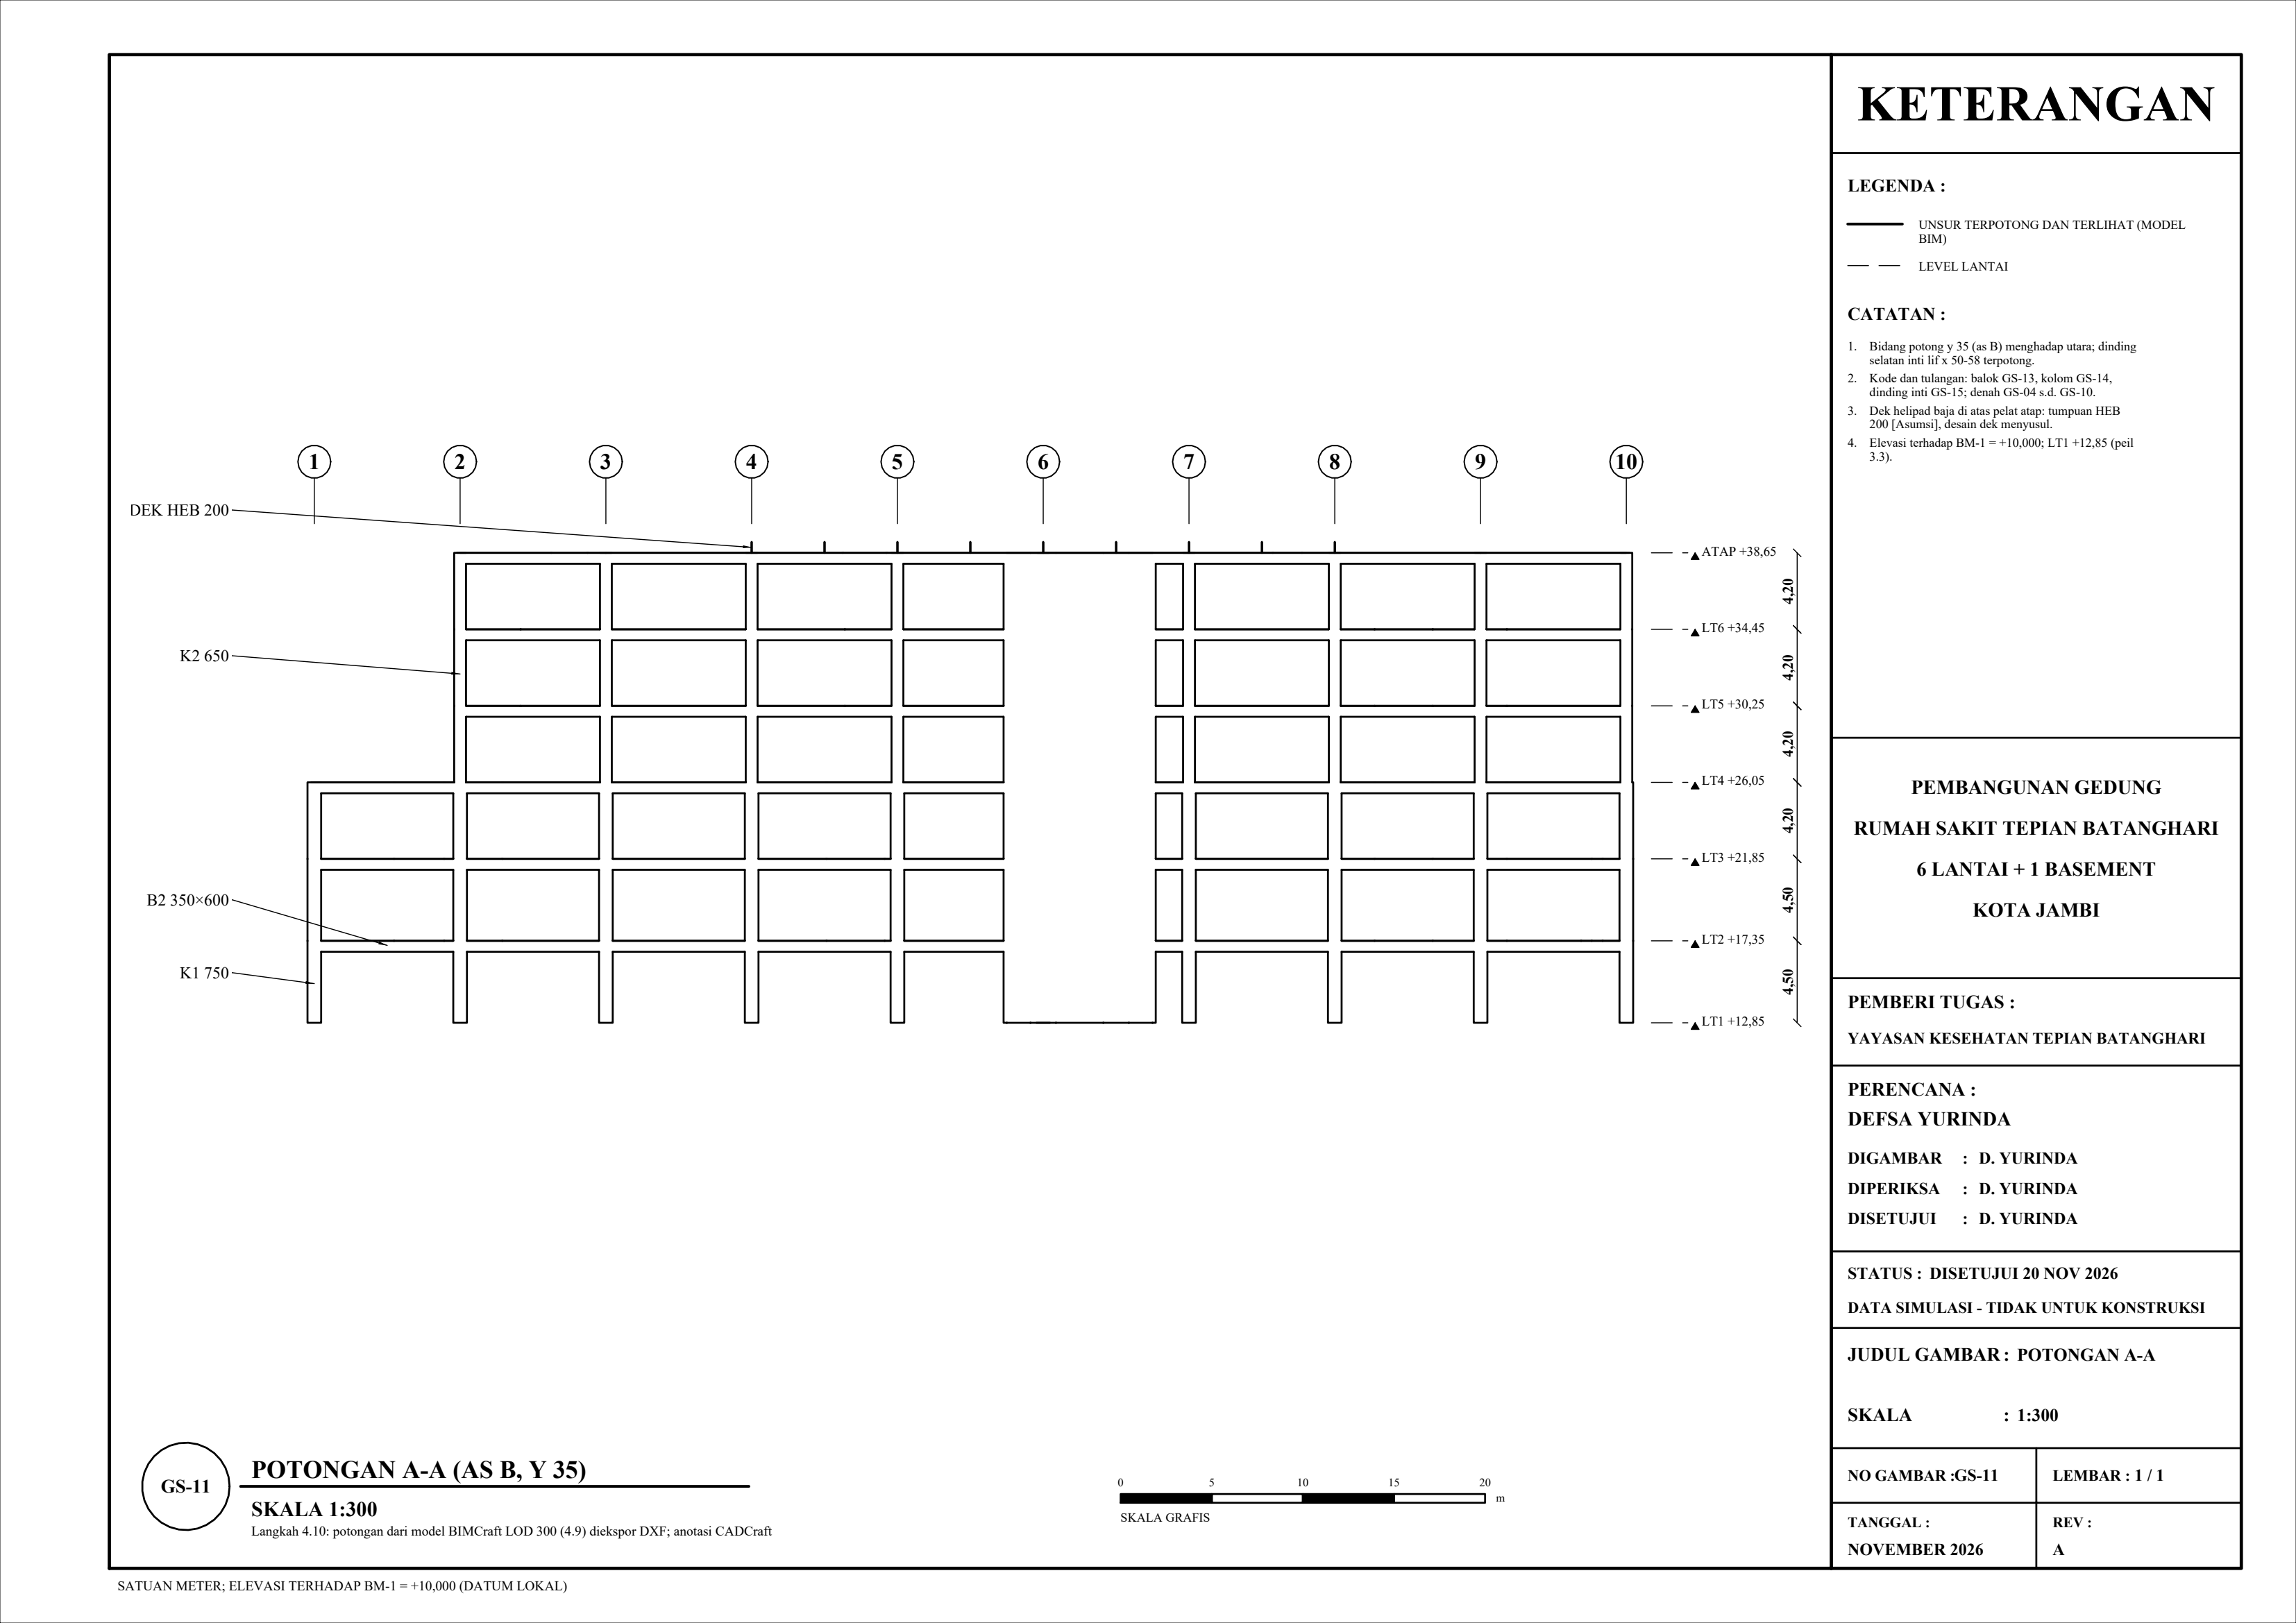 KETERANGAN
LEGENDA :
UNSUR TERPOTONG DAN TERLIHAT (MODEL
BIM)
LEVEL LANTAI
CATATAN :
1. Bidang potong y 35 (as B) menghadap utara; dinding
selatan inti lif x 50-58 terpotong.
2. Kode dan tulangan: balok GS-13, kolom GS-14,
dinding inti GS-15; denah GS-04 s.d. GS-10.
3. Dek helipad baja di atas pelat atap: tumpuan HEB
200 [Asumsi], desain dek menyusul.
4. Elevasi terhadap BM-1 = +10,000; LT1 +12,85 (peil
3.3).
1 2 3 4 5 6 7 8 9 10
DEK HEB 200
K2 650
B2 350×600
K1 750
ATAP +38,65
4,20
LT6 +34,45
4,20
LT5 +30,25
4,20
LT4 +26,05
4,20
LT3 +21,85
4,50
LT2 +17,35
4,50
LT1 +12,85
PEMBANGUNAN GEDUNG
RUMAH SAKIT TEPIAN BATANGHARI
6 LANTAI + 1 BASEMENT
KOTA JAMBI
PEMBERI TUGAS :
YAYASAN KESEHATAN TEPIAN BATANGHARI
PERENCANA :
DEFSA YURINDA
DIGAMBAR : D. YURINDA
DIPERIKSA : D. YURINDA
DISETUJUI : D. YURINDA
STATUS : DISETUJUI 20 NOV 2026
DATA SIMULASI - TIDAK UNTUK KONSTRUKSI
JUDUL GAMBAR : POTONGAN A-A
SKALA : 1:300
NO GAMBAR :GS-11
LEMBAR : 1 / 1
TANGGAL :
NOVEMBER 2026
REV :
A
GS-11
POTONGAN A-A (AS B, Y 35)
SKALA 1:300
Langkah 4.10: potongan dari model BIMCraft LOD 300 (4.9) diekspor DXF; anotasi CADCraft
0 5 10 15 20
m
SKALA GRAFIS
SATUAN METER; ELEVASI TERHADAP BM-1 = +10,000 (DATUM LOKAL)